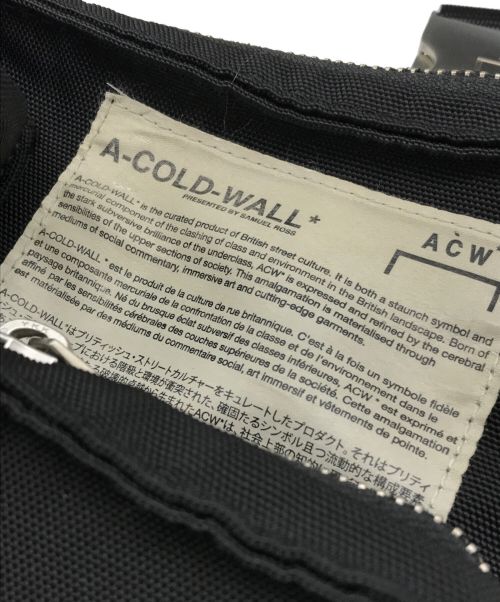 A-COLD-WALL*
PRESENTED BY SAMUEL ROSS
ACW*
"A-COLD-WALL* is the curated product of British street culture. It is both a staunch symbol and
mercurial component of the clashing of class and environment in the British landscape. Born of
the stark subversive brilliance of the underclass. ACW* is expressed and refined by the cerebral
sensiblities of the upper sections of society. This amalgamation is materialised through
mediums of social commentary, immersive art and cutting-edge garments.
A-COLD-WALL* est le produit de la culture de rue britannique. C'est à la fois un symbole fidèle
et une composante mercuriale de la confrontation de la classe et de l'environnement dans le
paysage britannique. Né du brusque éclat subversif des classes inférieures, ACW* est exprimé et
affiné par les sensibilités cérébrales des couches supérieures de la société. Cette amalgamation
est matérialisée par des médiums du commentaire social, art immersif et vêtements de pointe.
A-COLD-WALL*はブリティッシュ・ストリートカルチャーをキュレートしたプロダクト。それはブリティ
における階級と環境が衝突された、確固たるシンボル且つ流動的な構成要素
から生まれたACW*は、社会上部の知的